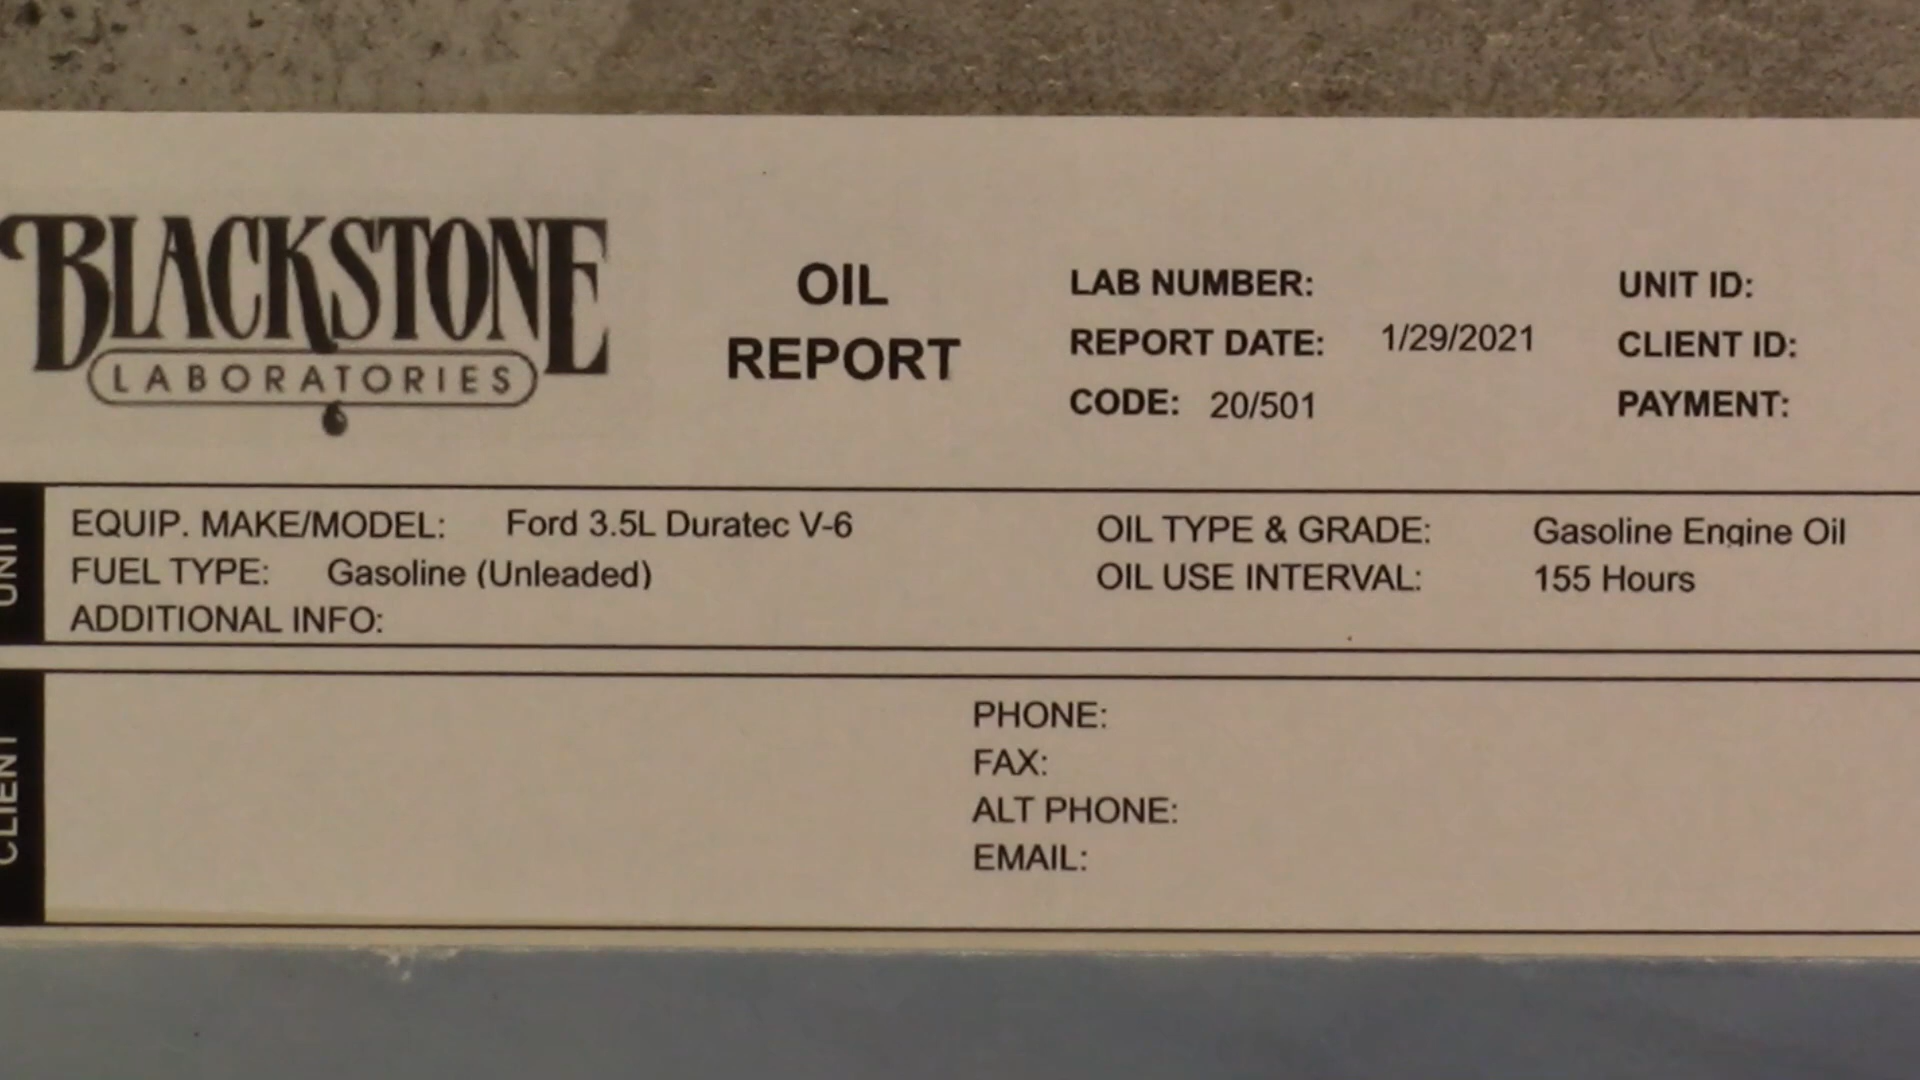 BLACKSTONE
LABORATORIES
OIL
REPORT
LAB NUMBER:
REPORT DATE: 1/29/2021
CODE: 20/501
UNIT ID:
CLIENT ID:
PAYMENT:
UNIT
EQUIP. MAKE/MODEL: Ford 3.5L Duratec V-6
FUEL TYPE: Gasoline (Unleaded)
ADDITIONAL INFO:
OIL TYPE & GRADE: Gasoline Engine Oil
OIL USE INTERVAL: 155 Hours
CLIENT
PHONE:
FAX:
ALT PHONE:
EMAIL: